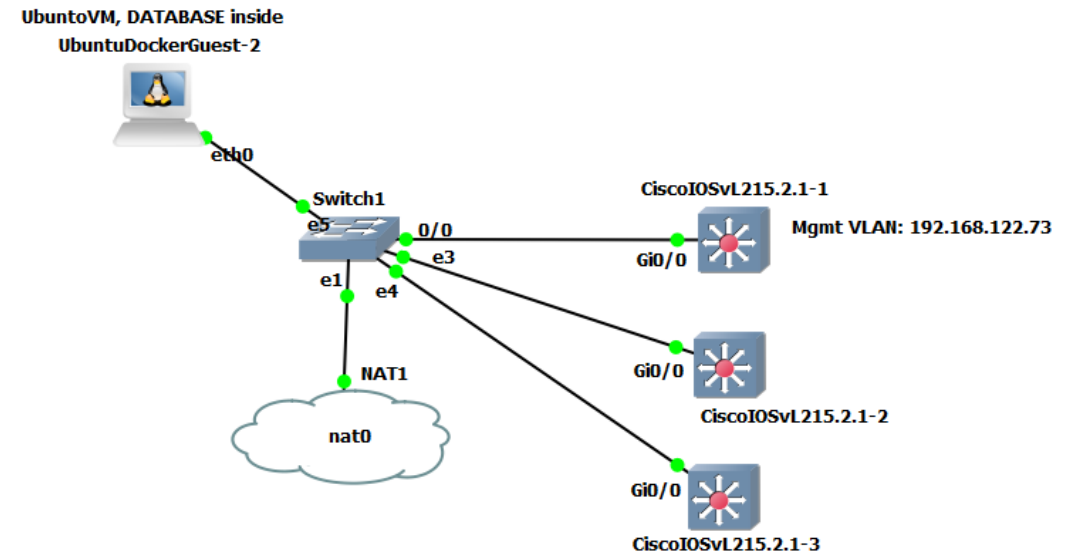 UbuntoVM, DATABASE inside
UbuntuDockerGuest-2
eth0
Switch1
e5
0/0
e3
e1
e4
CiscoIOSvL215.2.1-1
Mgmt VLAN: 192.168.122.73
Gi0/0
Gi0/0
CiscoIOSvL215.2.1-2
NAT1
nat0
Gi0/0
CiscoIOSvL215.2.1-3